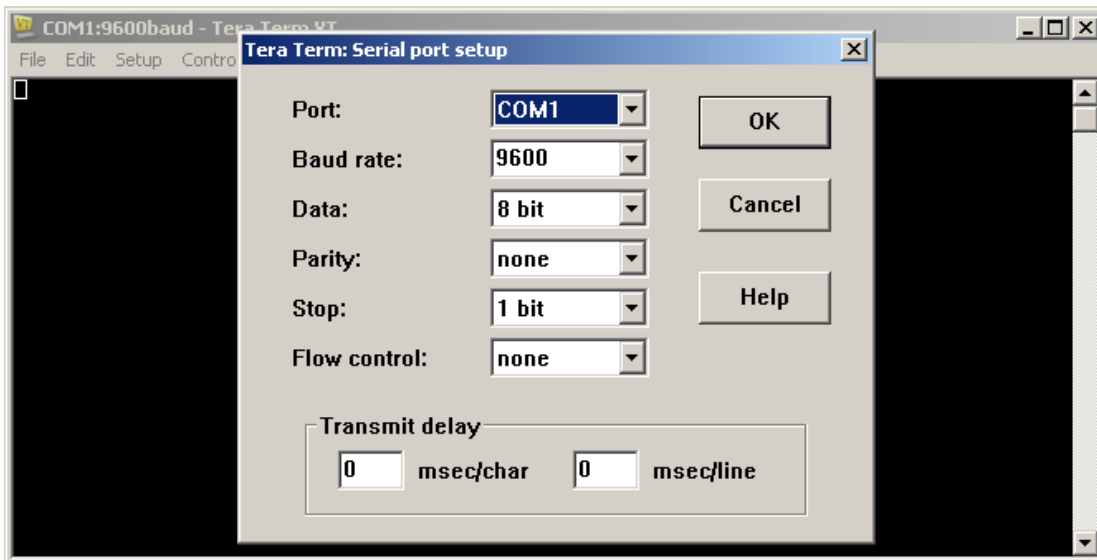 COM1:9600baud - Tera Term VT
File Edit Setup Contro
Tera Term: Serial port setup
Port: COM1
Baud rate: 9600
Data: 8 bit
Parity: none
Stop: 1 bit
Flow control: none
OK
Cancel
Help
Transmit delay
0 msec/char 0 msec/line